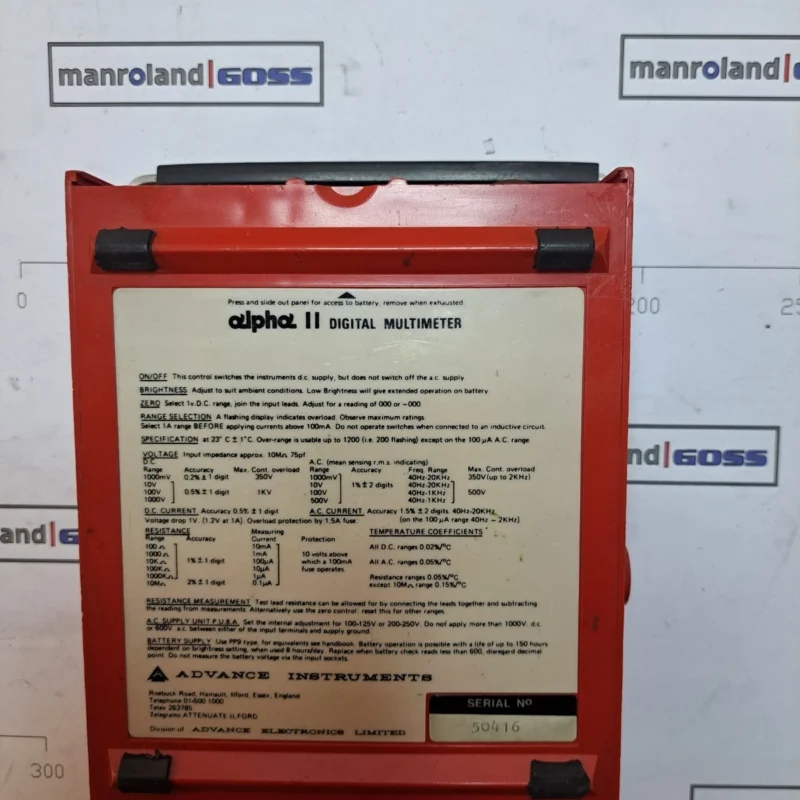 manroland|GOSS
manroland|G
0
200
25
Press and slide out panel for access to battery, remove when exhausted
alpha II DIGITAL MULTIMETER
ON/OFF This control switches the instruments d.c. supply, but does not switch off the a.c. supply
BRIGHTNESS Adjust to suit ambient conditions. Low Brightness will give extended operation on battery
ZERO Select 1v.D.C. range, join the input leads. Adjust for a reading of 000 or -000
RANGE SELECTION A flashing display indicates overload. Observe maximum ratings
Select 1A range BEFORE applying currents above 100mA. Do not operate switches when connected to an inductive circuit.
SPECIFICATION at 23° C ± 1°C. Over-range is usable up to 1200 (i.e. 200 flashing) except on the 100 μA A.C. range
VOLTAGE Input impedance approx. 10MΩ 75pf
D.C. A.C. (mean sensing r.m.s. indicating)
Range Accuracy Max. Cont. overload Range Accuracy Freq. Range Max. Cont. overload
1000mV 0.2% ± 1 digit 350V 1000mV 1% ± 2 digits 40Hz-20KHz 350V (up to 2KHz)
10V 10V 40Hz-20KHz
100V 0.5% ± 1 digit 1KV 100V 40Hz-1KHz 500V
1000V 500V 40Hz-1KHz
D.C. CURRENT Accuracy 0.5% ± 1 digit A.C. CURRENT Accuracy 1.5% ± 2 digits. 40Hz-20KHz
Voltage drop 1V. (1.2V at 1A). Overload protection by 1.5A fuse. (on the 100 μA range 40Hz – 2KHz)
RESISTANCE Measuring TEMPERATURE COEFFICIENTS
Range Accuracy Current Protection
100Ω 10mA All D.C. ranges 0.02%/°C
1000Ω 1mA 10 volts above
10KΩ 1% ± 1 digit 100μA which a 100mA All A.C. ranges 0.05%/°C
100KΩ 10μA fuse operates
1000KΩ 1μA Resistance ranges 0.05%/°C
10MΩ 2% ± 1 digit 0.1μA except 10MΩ range 0.15%/°C
RESISTANCE MEASUREMENT Test lead resistance can be allowed for by connecting the leads together and subtracting
the reading from measurements. Alternatively use the zero control: reset this for other ranges.
A.C. SUPPLY UNIT P.U.8.A. Set the internal adjustment for 100-125V or 200-250V. Do not apply more than 1000V. d.c
or 600V. a.c. between either of the input terminals and supply ground.
BATTERY SUPPLY Use PP9 type, for equivalents see handbook. Battery operation is possible with a life of up to 150 hours
dependent on brightness setting, when used 8 hours/day. Replace when battery check reads less than 600, disregard decimal
point. Do not measure the battery voltage via the input sockets.
ADVANCE INSTRUMENTS
Roebuck Road, Hainault, Ilford, Essex, England
Telephone 01-500 1000
Telex 263785
Telegrams ATTENUATE ILFORD
Division of ADVANCE ELECTRONICS LIMITED
SERIAL No
50416
nd|GOSS
GOSS
300